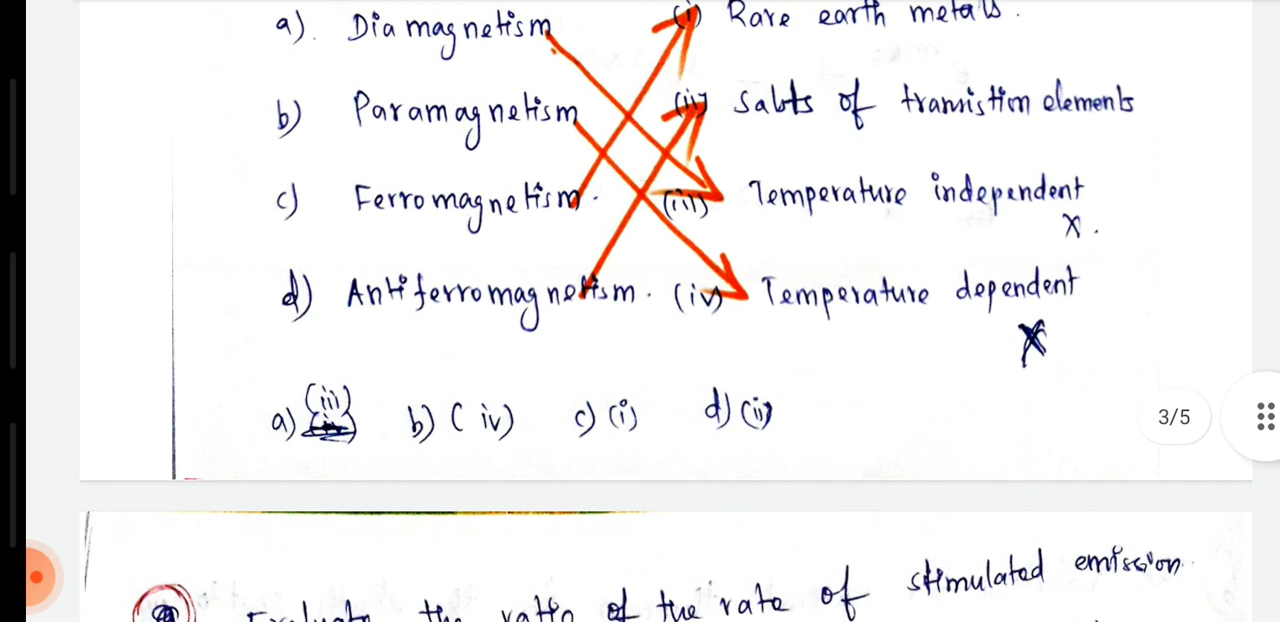 a). Diamagnetism (i) Rare earth metals.
b) Paramagnetism (ii) Salts of transistion elements
c) Ferromagnetism. (iii) Temperature independent
x.
d) Antiferromagnetism. (iv) Temperature dependent
x
a) (iii) b) (iv) c) (i) d) (ii)
3/5
the ratio of the rate of stimulated emission